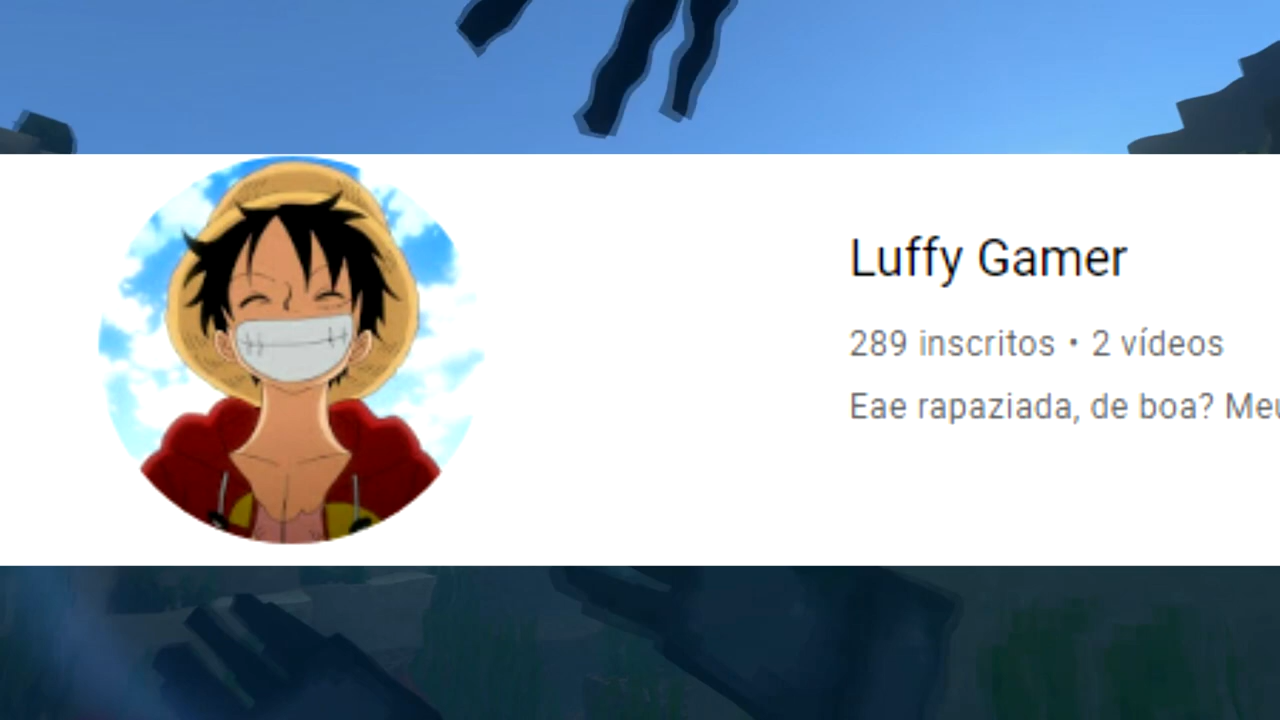 Luffy Gamer
289 inscritos • 2 vídeos
Eae rapaziada, de boa?